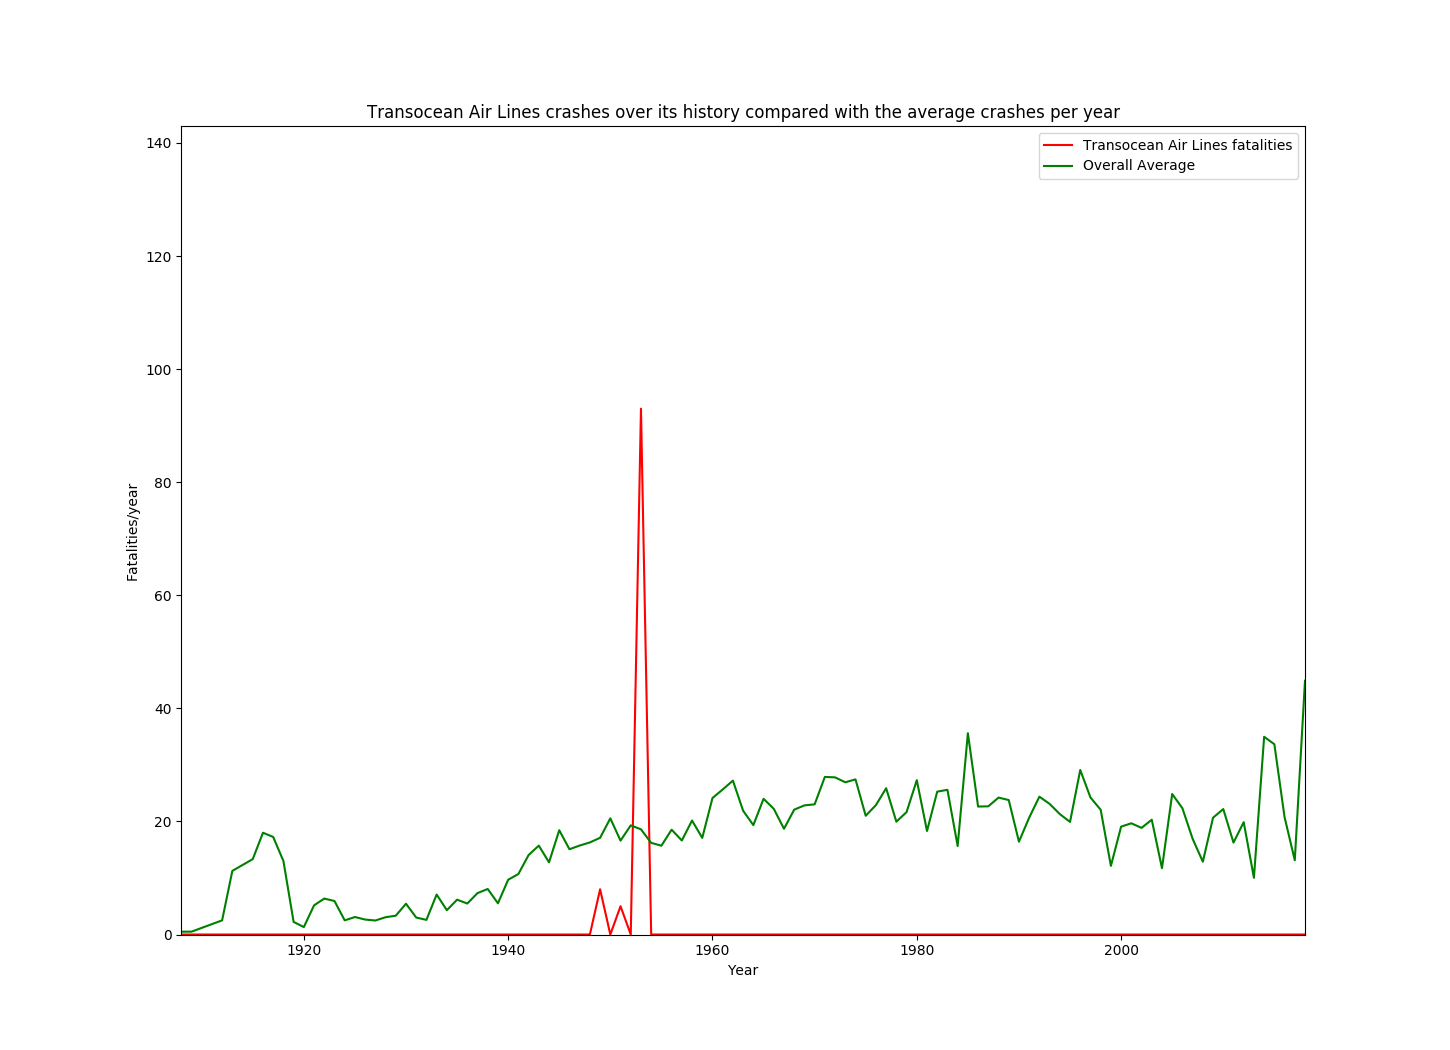 Transocean Air Lines crashes over its history compared with the average crashes per year
Transocean Air Lines fatalities
Overall Average
140
120
100
80
60
40
20
0
Fatalities/year
1920 1940 1960 1980 2000
Year